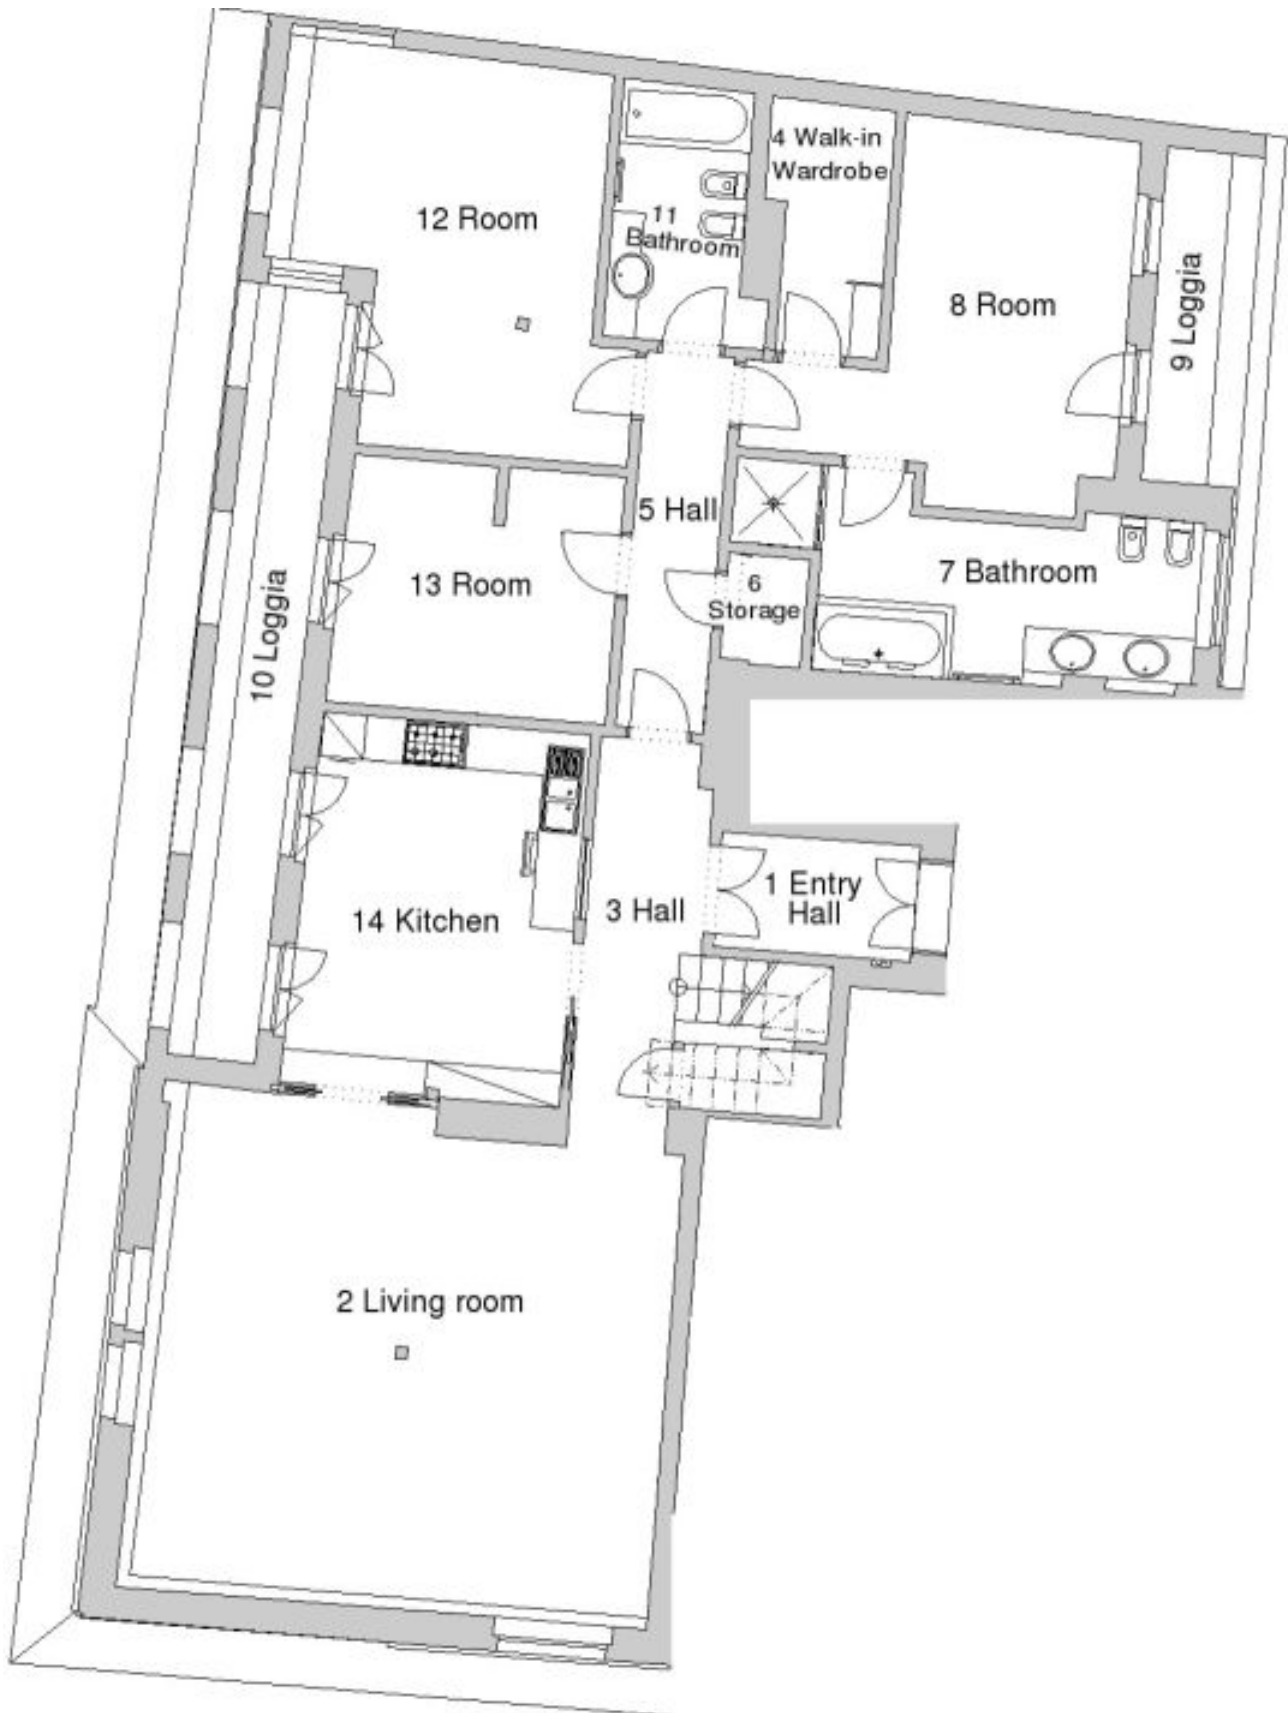 4 Walk-in
Wardrobe
12 Room
11
Bathroom
8 Room
9 Loggia
5 Hall
13 Room
6
Storage
7 Bathroom
10 Loggia
1 Entry
Hall
14 Kitchen
3 Hall
2 Living room